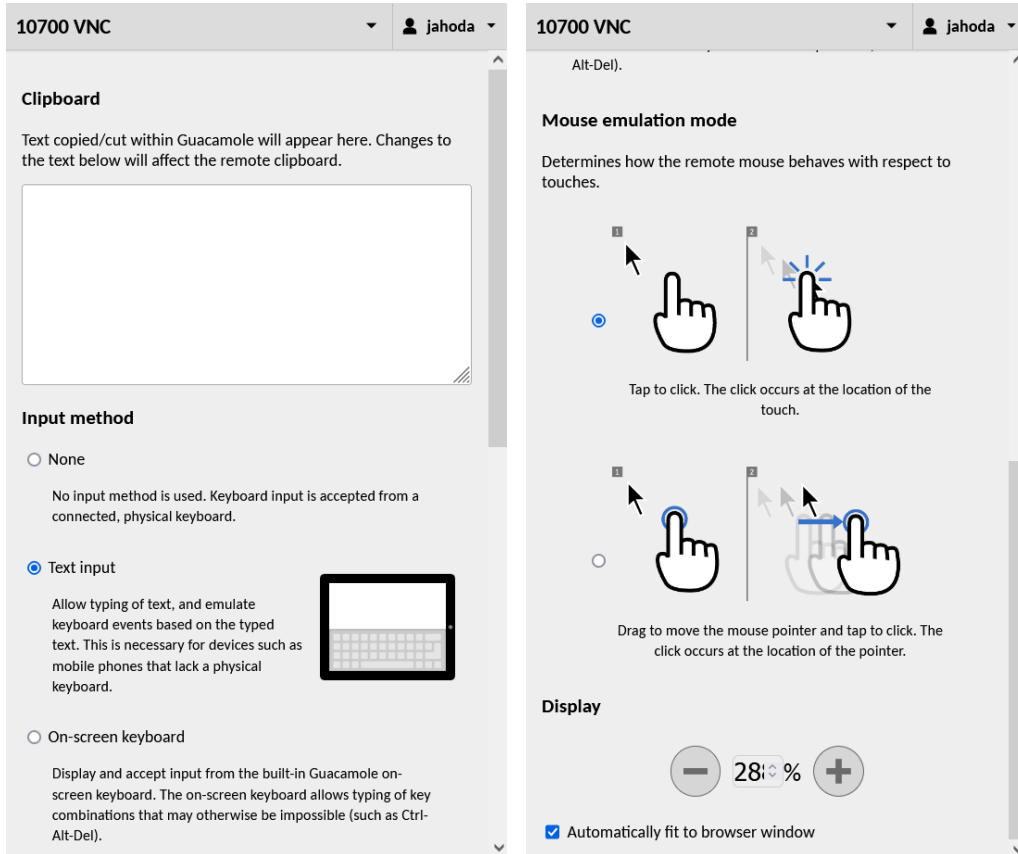 10700 VNC
jahoda
Clipboard
Text copied/cut within Guacamole will appear here. Changes to
the text below will affect the remote clipboard.
Input method
None
No input method is used. Keyboard input is accepted from a
connected, physical keyboard.
Text input
Allow typing of text, and emulate
keyboard events based on the typed
text. This is necessary for devices such as
mobile phones that lack a physical
keyboard.
On-screen keyboard
Display and accept input from the built-in Guacamole on-
screen keyboard. The on-screen keyboard allows typing of key
combinations that may otherwise be impossible (such as Ctrl-
Alt-Del).
10700 VNC
jahoda
Alt-Del).
Mouse emulation mode
Determines how the remote mouse behaves with respect to
touches.
1
2
Tap to click. The click occurs at the location of the
touch.
1
2
Drag to move the mouse pointer and tap to click. The
click occurs at the location of the pointer.
Display
%
Automatically fit to browser window